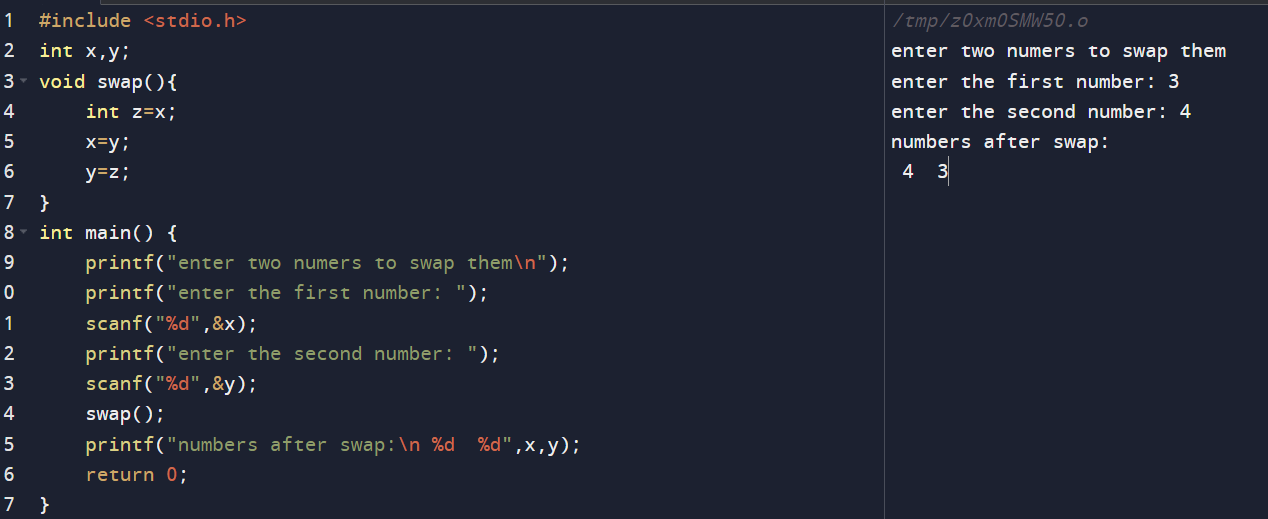 1 #include <stdio.h>
2 int x,y;
3 void swap(){
4     int z=x;
5     x=y;
6     y=z;
7 }
8 int main() {
9     printf("enter two numers to swap them\n");
0     printf("enter the first number: ");
1     scanf("%d",&x);
2     printf("enter the second number: ");
3     scanf("%d",&y);
4     swap();
5     printf("numbers after swap:\n %d  %d",x,y);
6     return 0;
7 }
/tmp/zOxmOSMW5O.o
enter two numers to swap them
enter the first number: 3
enter the second number: 4
numbers after swap:
 4  3